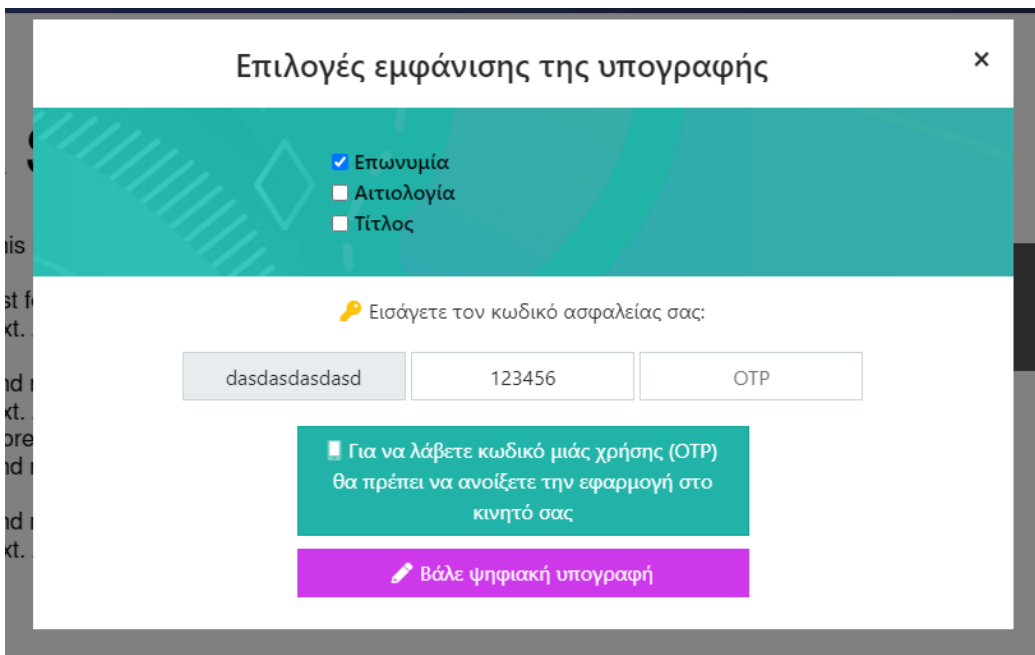 Επιλογές εμφάνισης της υπογραφής
×
Επωνυμία
Αιτιολογία
Τίτλος
Εισάγετε τον κωδικό ασφαλείας σας:
dasdasdasdasd 123456 OTP
Για να λάβετε κωδικό μιάς χρήσης (OTP)
θα πρέπει να ανοίξετε την εφαρμογή στο
κινητό σας
Βάλε ψηφιακή υπογραφή